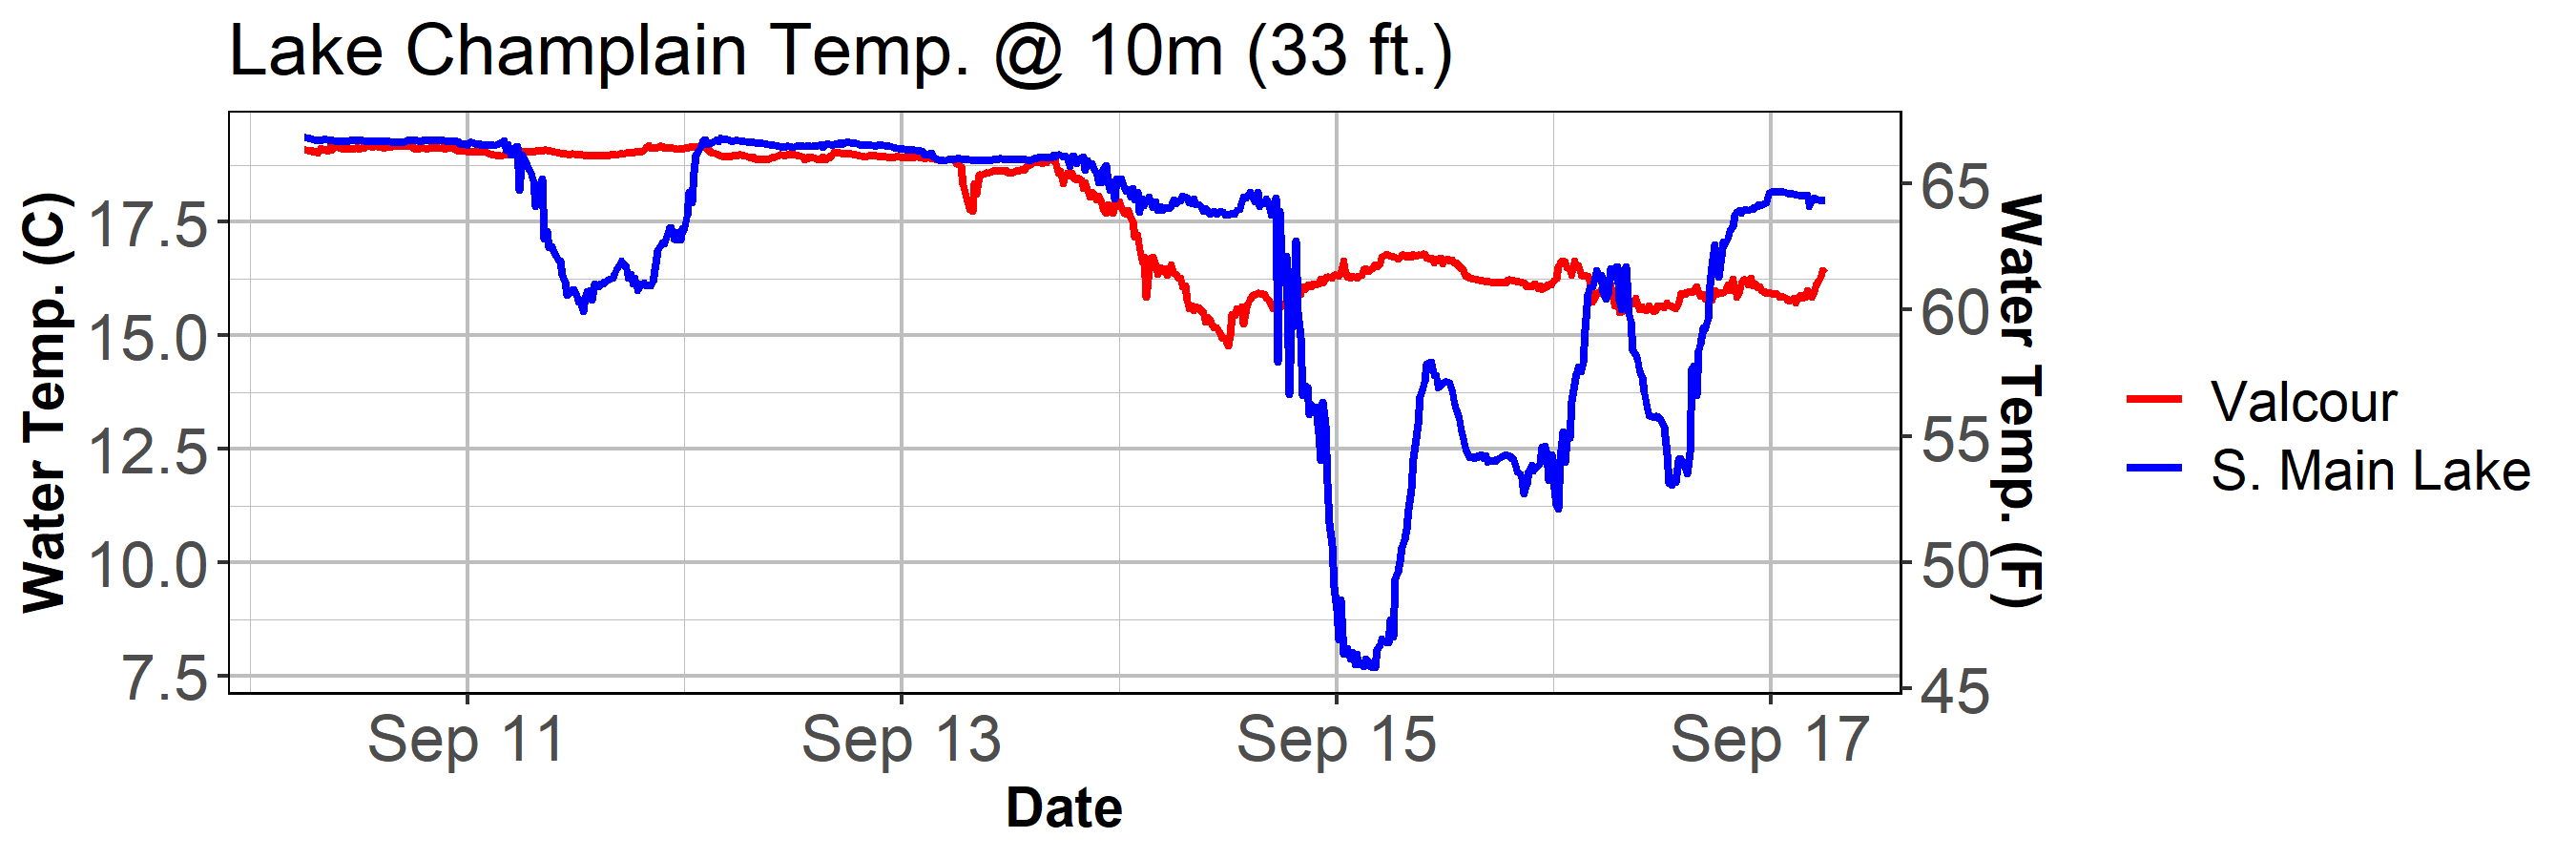 Lake Champlain Temp. @ 10m (33 ft.)
Water Temp. (C)
17.5
15.0
12.5
10.0
7.5
65
60
55
50
45
Water Temp. (F)
Sep 11
Sep 13
Sep 15
Sep 17
Date
Valcour
S. Main Lake